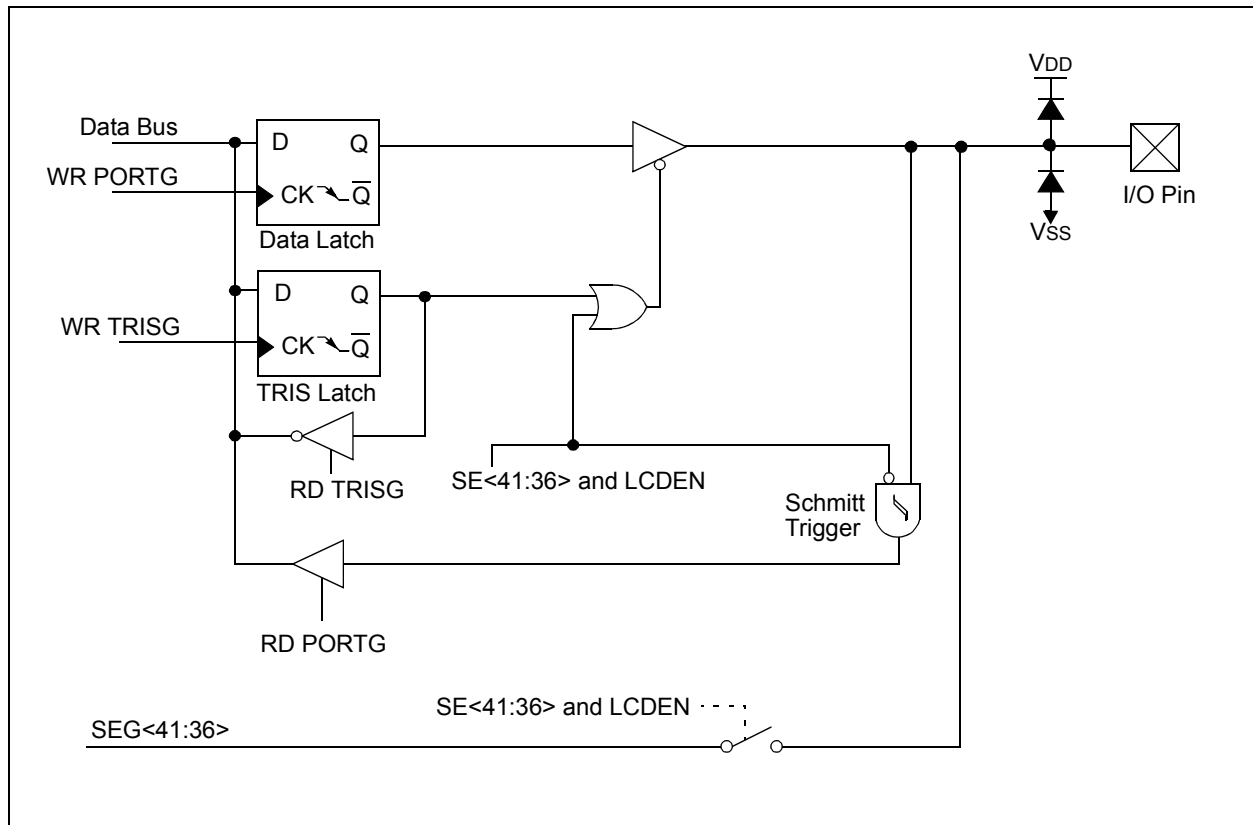 VDD
Data Bus
D Q
WR PORTG
CK Q̅
I/O Pin
Data Latch
VSS
D Q
WR TRISG
CK Q̅
TRIS Latch
RD TRISG
SE<41:36> and LCDEN
Schmitt
Trigger
RD PORTG
SE<41:36> and LCDEN
SEG<41:36>